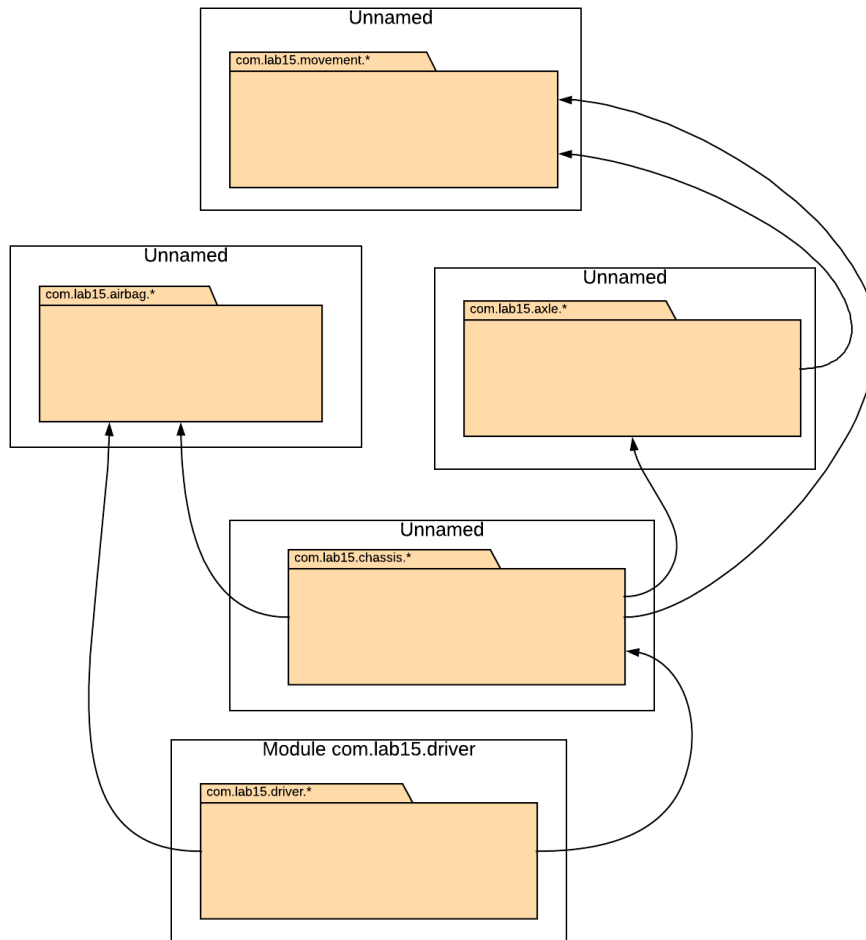 Unnamed
com.lab15.movement.*
Unnamed
com.lab15.airbag.*
Unnamed
com.lab15.axle.*
Unnamed
com.lab15.chassis.*
Module com.lab15.driver
com.lab15.driver.*